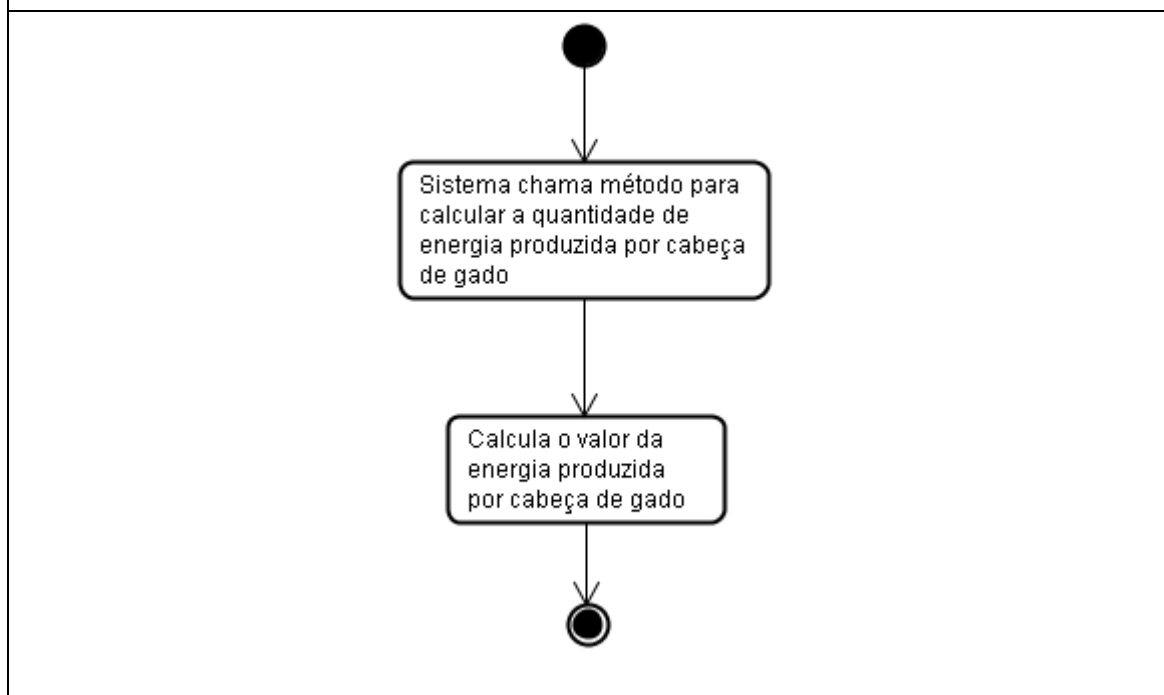 Sistema chama método para
calcular a quantidade de
energia produzida por cabeça
de gado
Calcula o valor da
energia produzida
por cabeça de gado